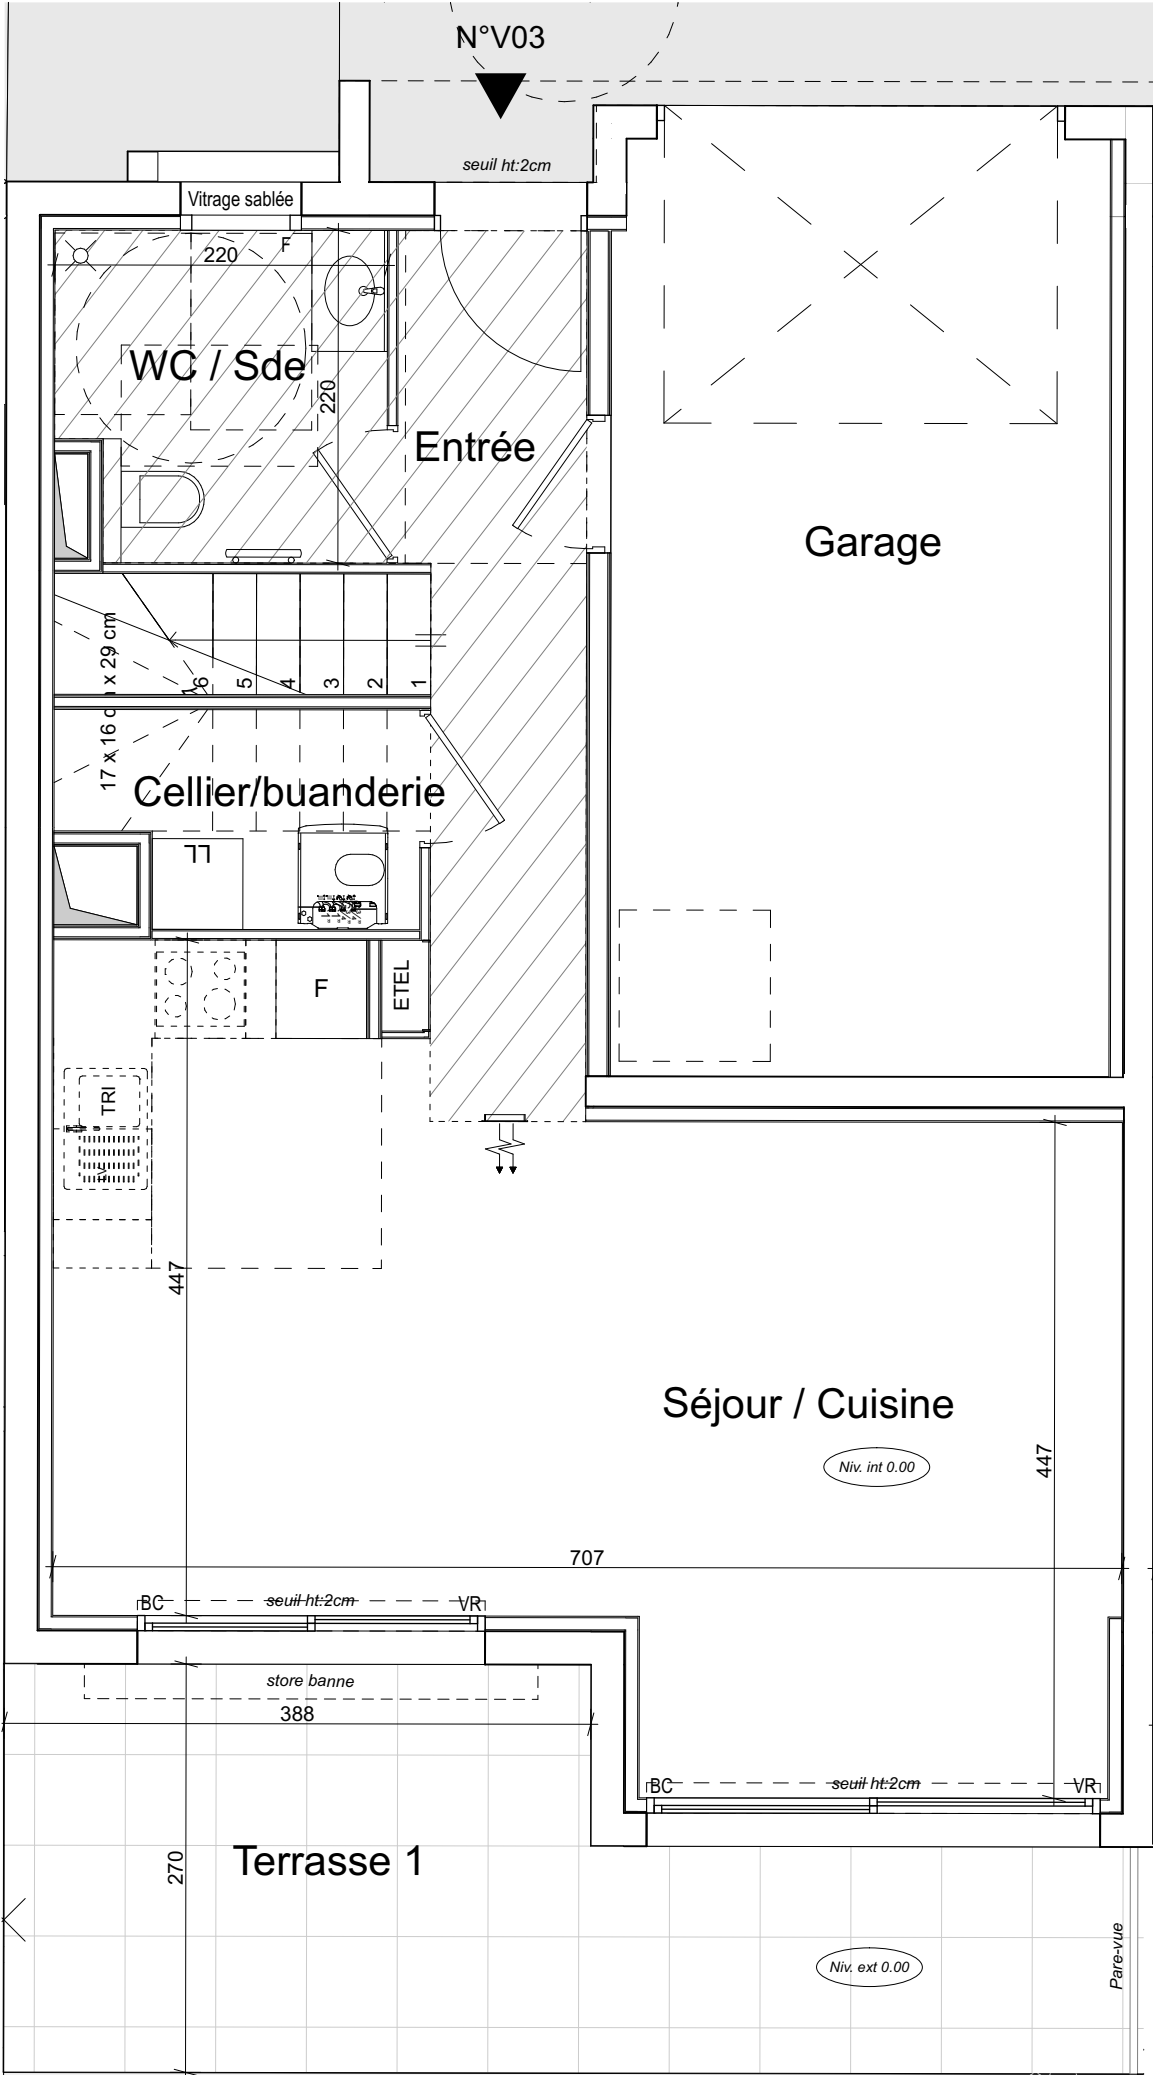 N°V03
seuil ht:2cm
Vitrage sablée
F
220
WC / Sde
220
Entrée
Garage
17 x 16 c x 29 cm
6
5
4
3
2
1
Cellier/buanderie
LL
F
ETEL
TRI
LV
447
Séjour / Cuisine
Niv. int 0.00
447
707
BC
seuil ht:2cm
VR
store banne
388
BC
seuil ht:2cm
VR
Terrasse 1
270
Niv. ext 0.00
Pare-vue